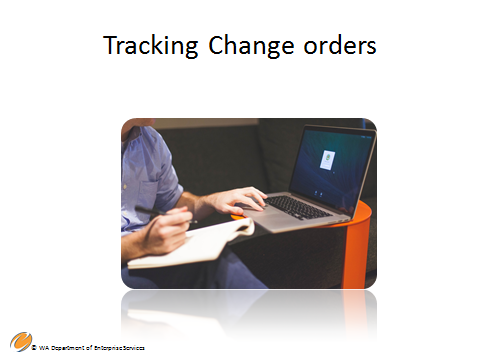 Tracking Change orders
© WA Department of Enterprise Services